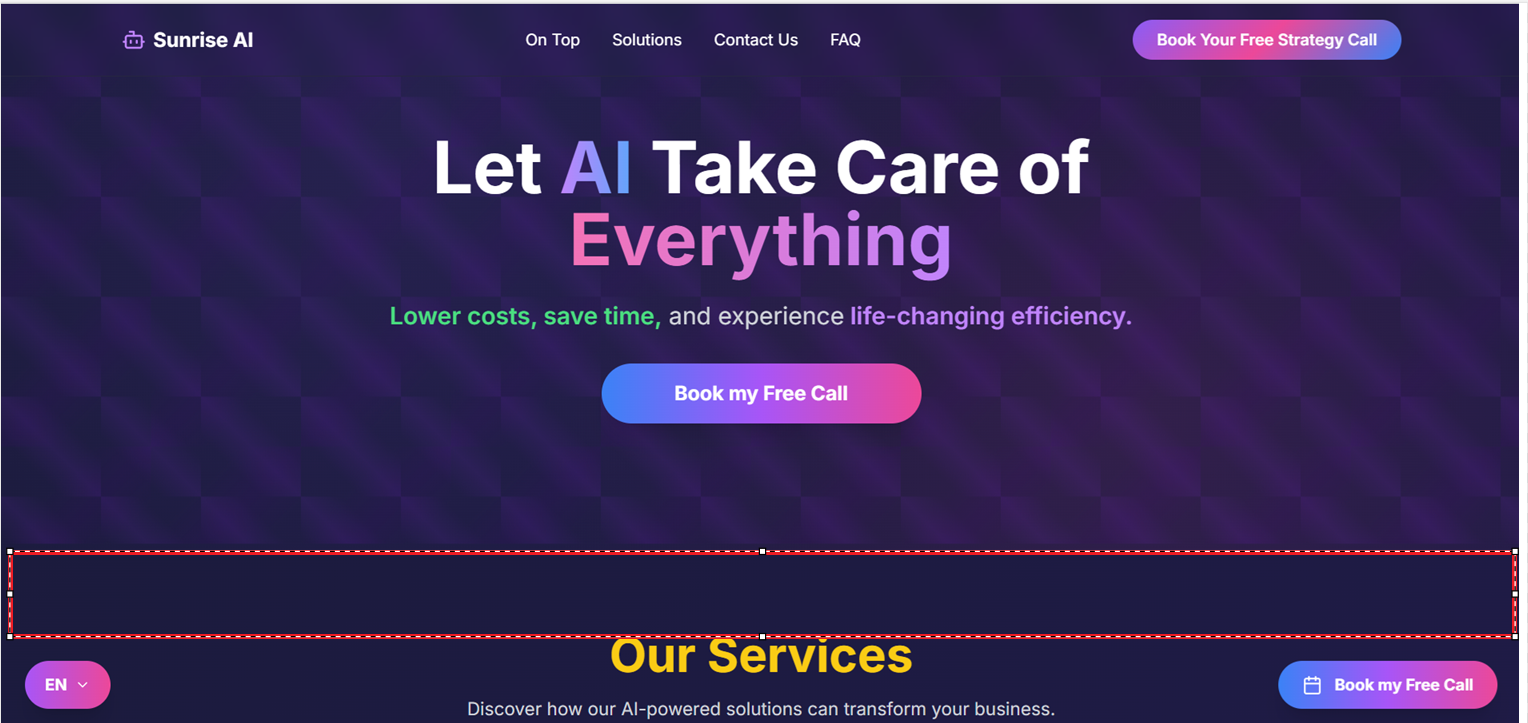 Sunrise AI
On Top
Solutions
Contact Us
FAQ
Book Your Free Strategy Call
Let AI Take Care of
Everything
Lower costs, save time, and experience life-changing efficiency.
Book my Free Call
Our Services
EN
Book my Free Call
Discover how our AI-powered solutions can transform your business.